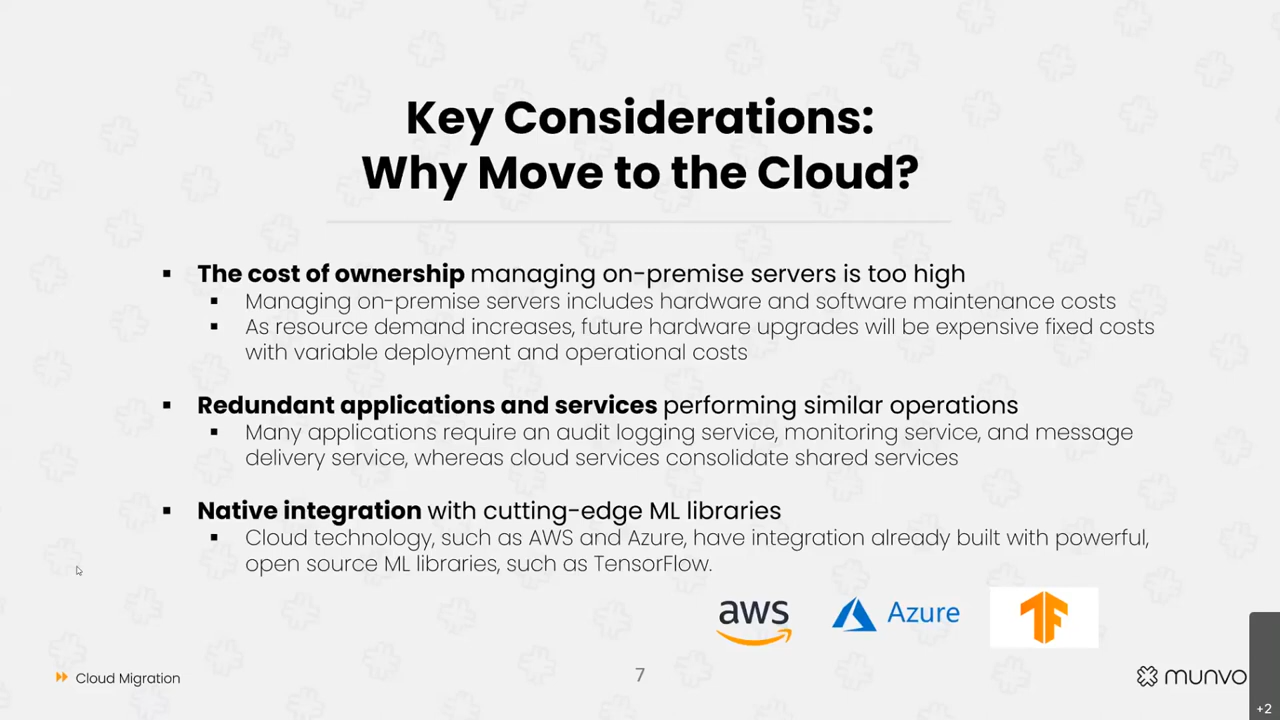 Key Considerations:
Why Move to the Cloud?
▪ The cost of ownership managing on-premise servers is too high
▪ Managing on-premise servers includes hardware and software maintenance costs
▪ As resource demand increases, future hardware upgrades will be expensive fixed costs
with variable deployment and operational costs
▪ Redundant applications and services performing similar operations
▪ Many applications require an audit logging service, monitoring service, and message
delivery service, whereas cloud services consolidate shared services
▪ Native integration with cutting-edge ML libraries
▪ Cloud technology, such as AWS and Azure, have integration already built with powerful,
open source ML libraries, such as TensorFlow.
aws Azure TF
Cloud Migration 7 munvo
+2